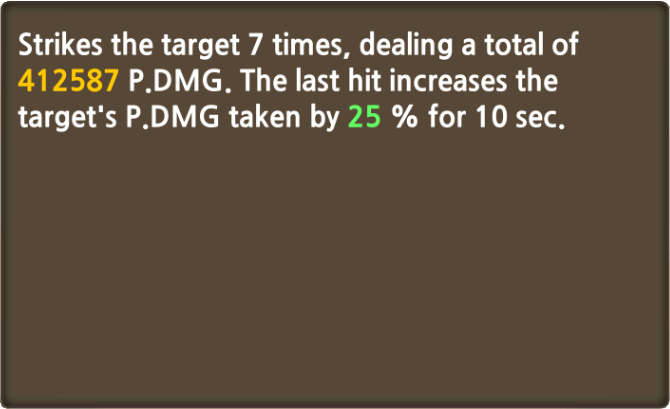 Strikes the target 7 times, dealing a total of
412587 P.DMG. The last hit increases the
target's P.DMG taken by 25 % for 10 sec.